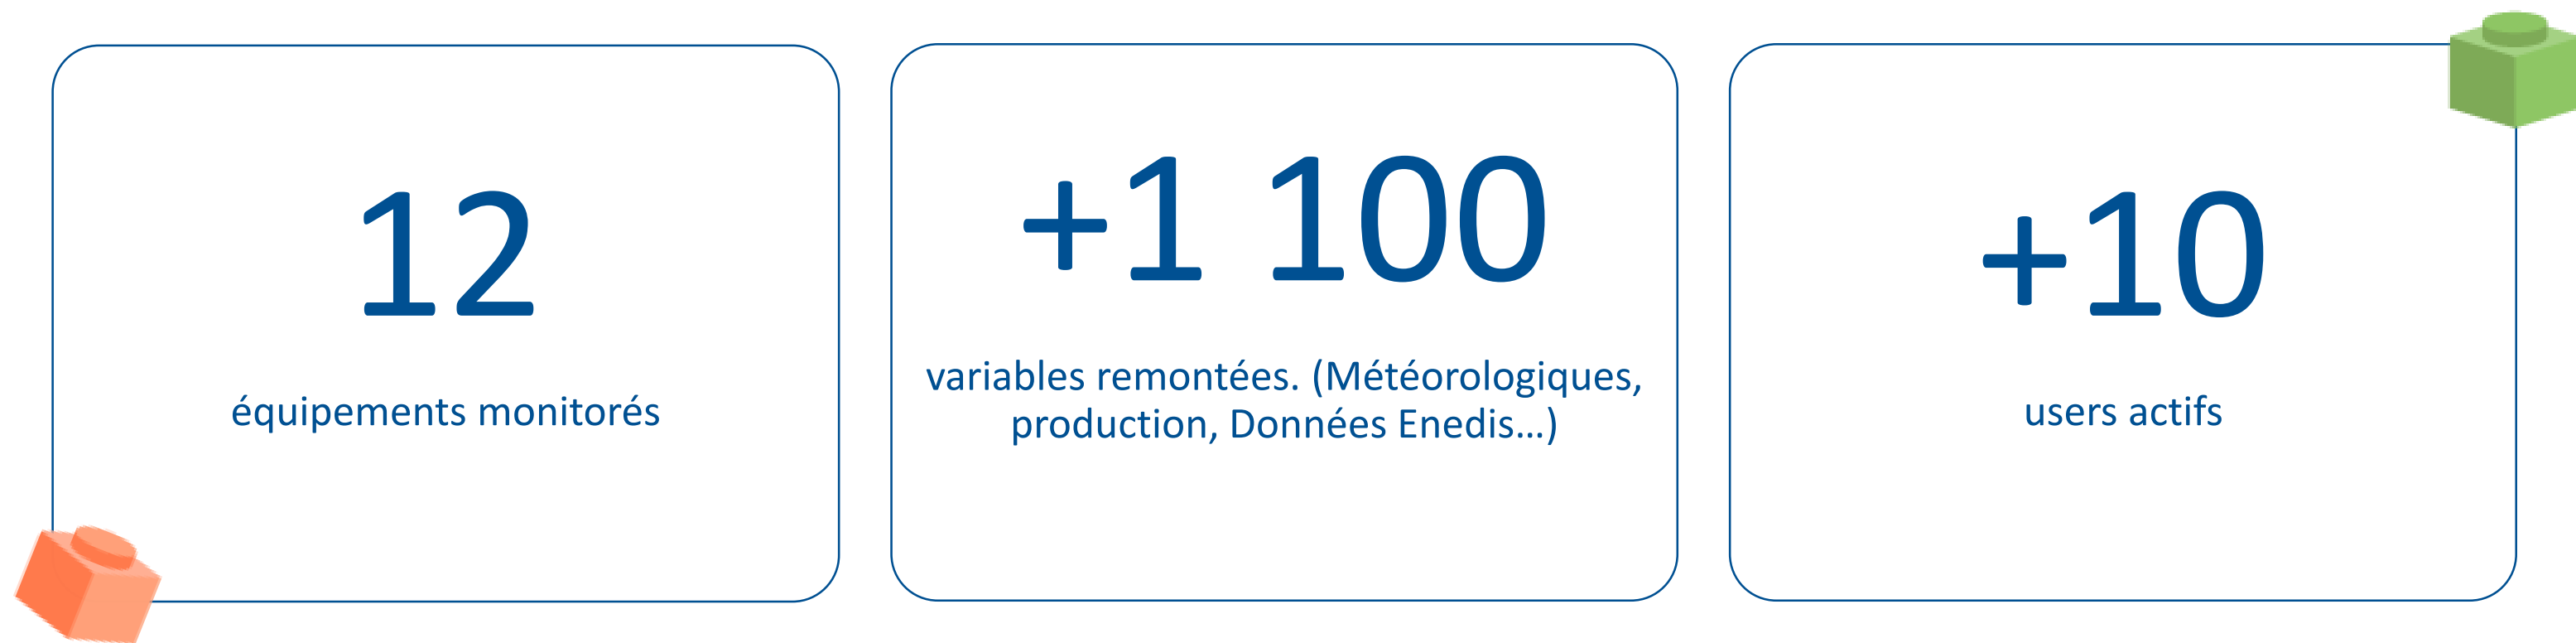 12
équipements monitorés
+1 100
variables remontées. (Météorologiques,
production, Données Enedis...)
+10
users actifs